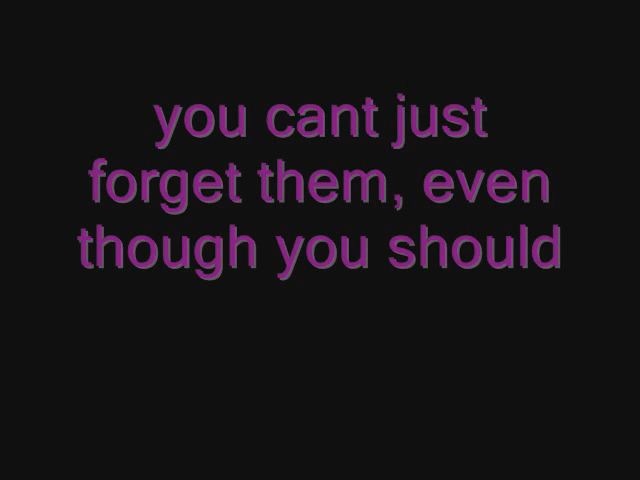 you cant just
forget them, even
though you should